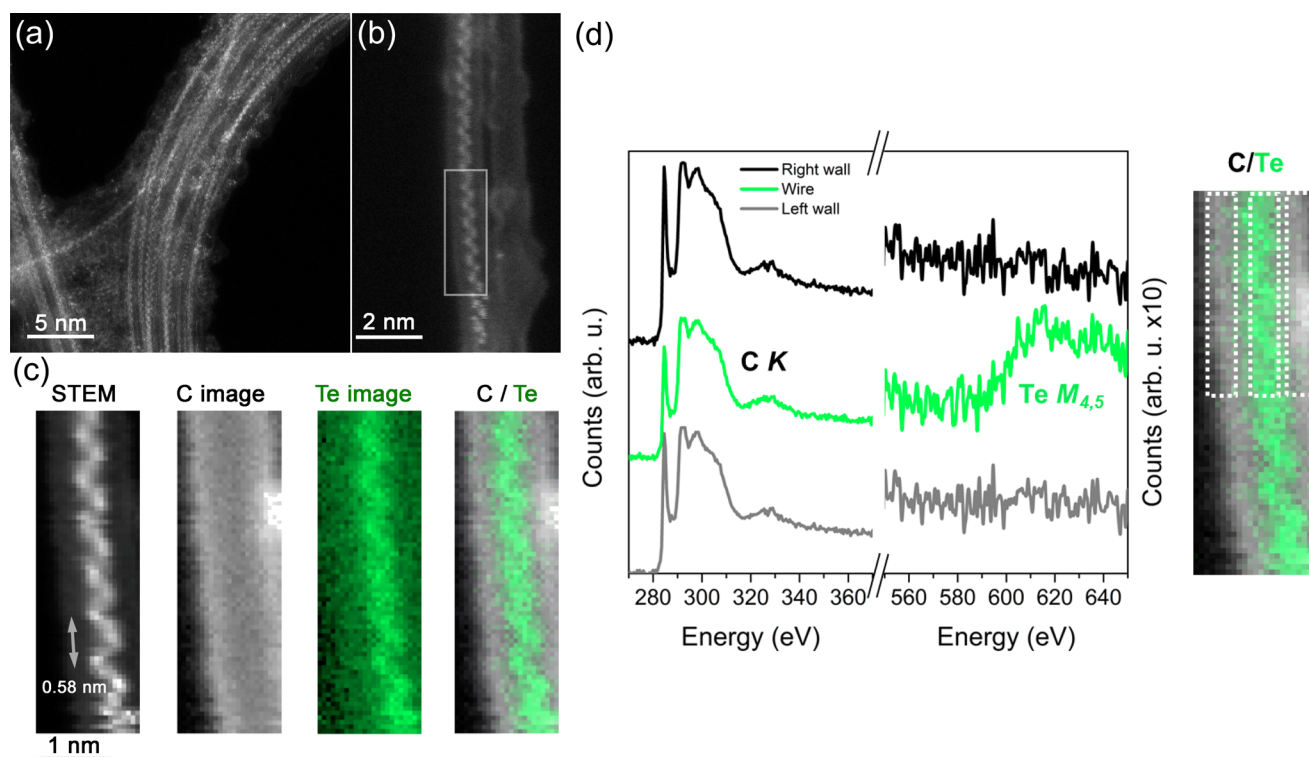 (a)
5 nm
(b)
2 nm
(c)
STEM
C image
Te image
C / Te
0.58 nm
1 nm
(d)
Right wall
Wire
Left wall
C K
Te M4,5
Counts (arb. u.)
Counts (arb. u. x10)
280 300 320 340 360 560 580 600 620 640
Energy (eV)
Energy (eV)
C/Te